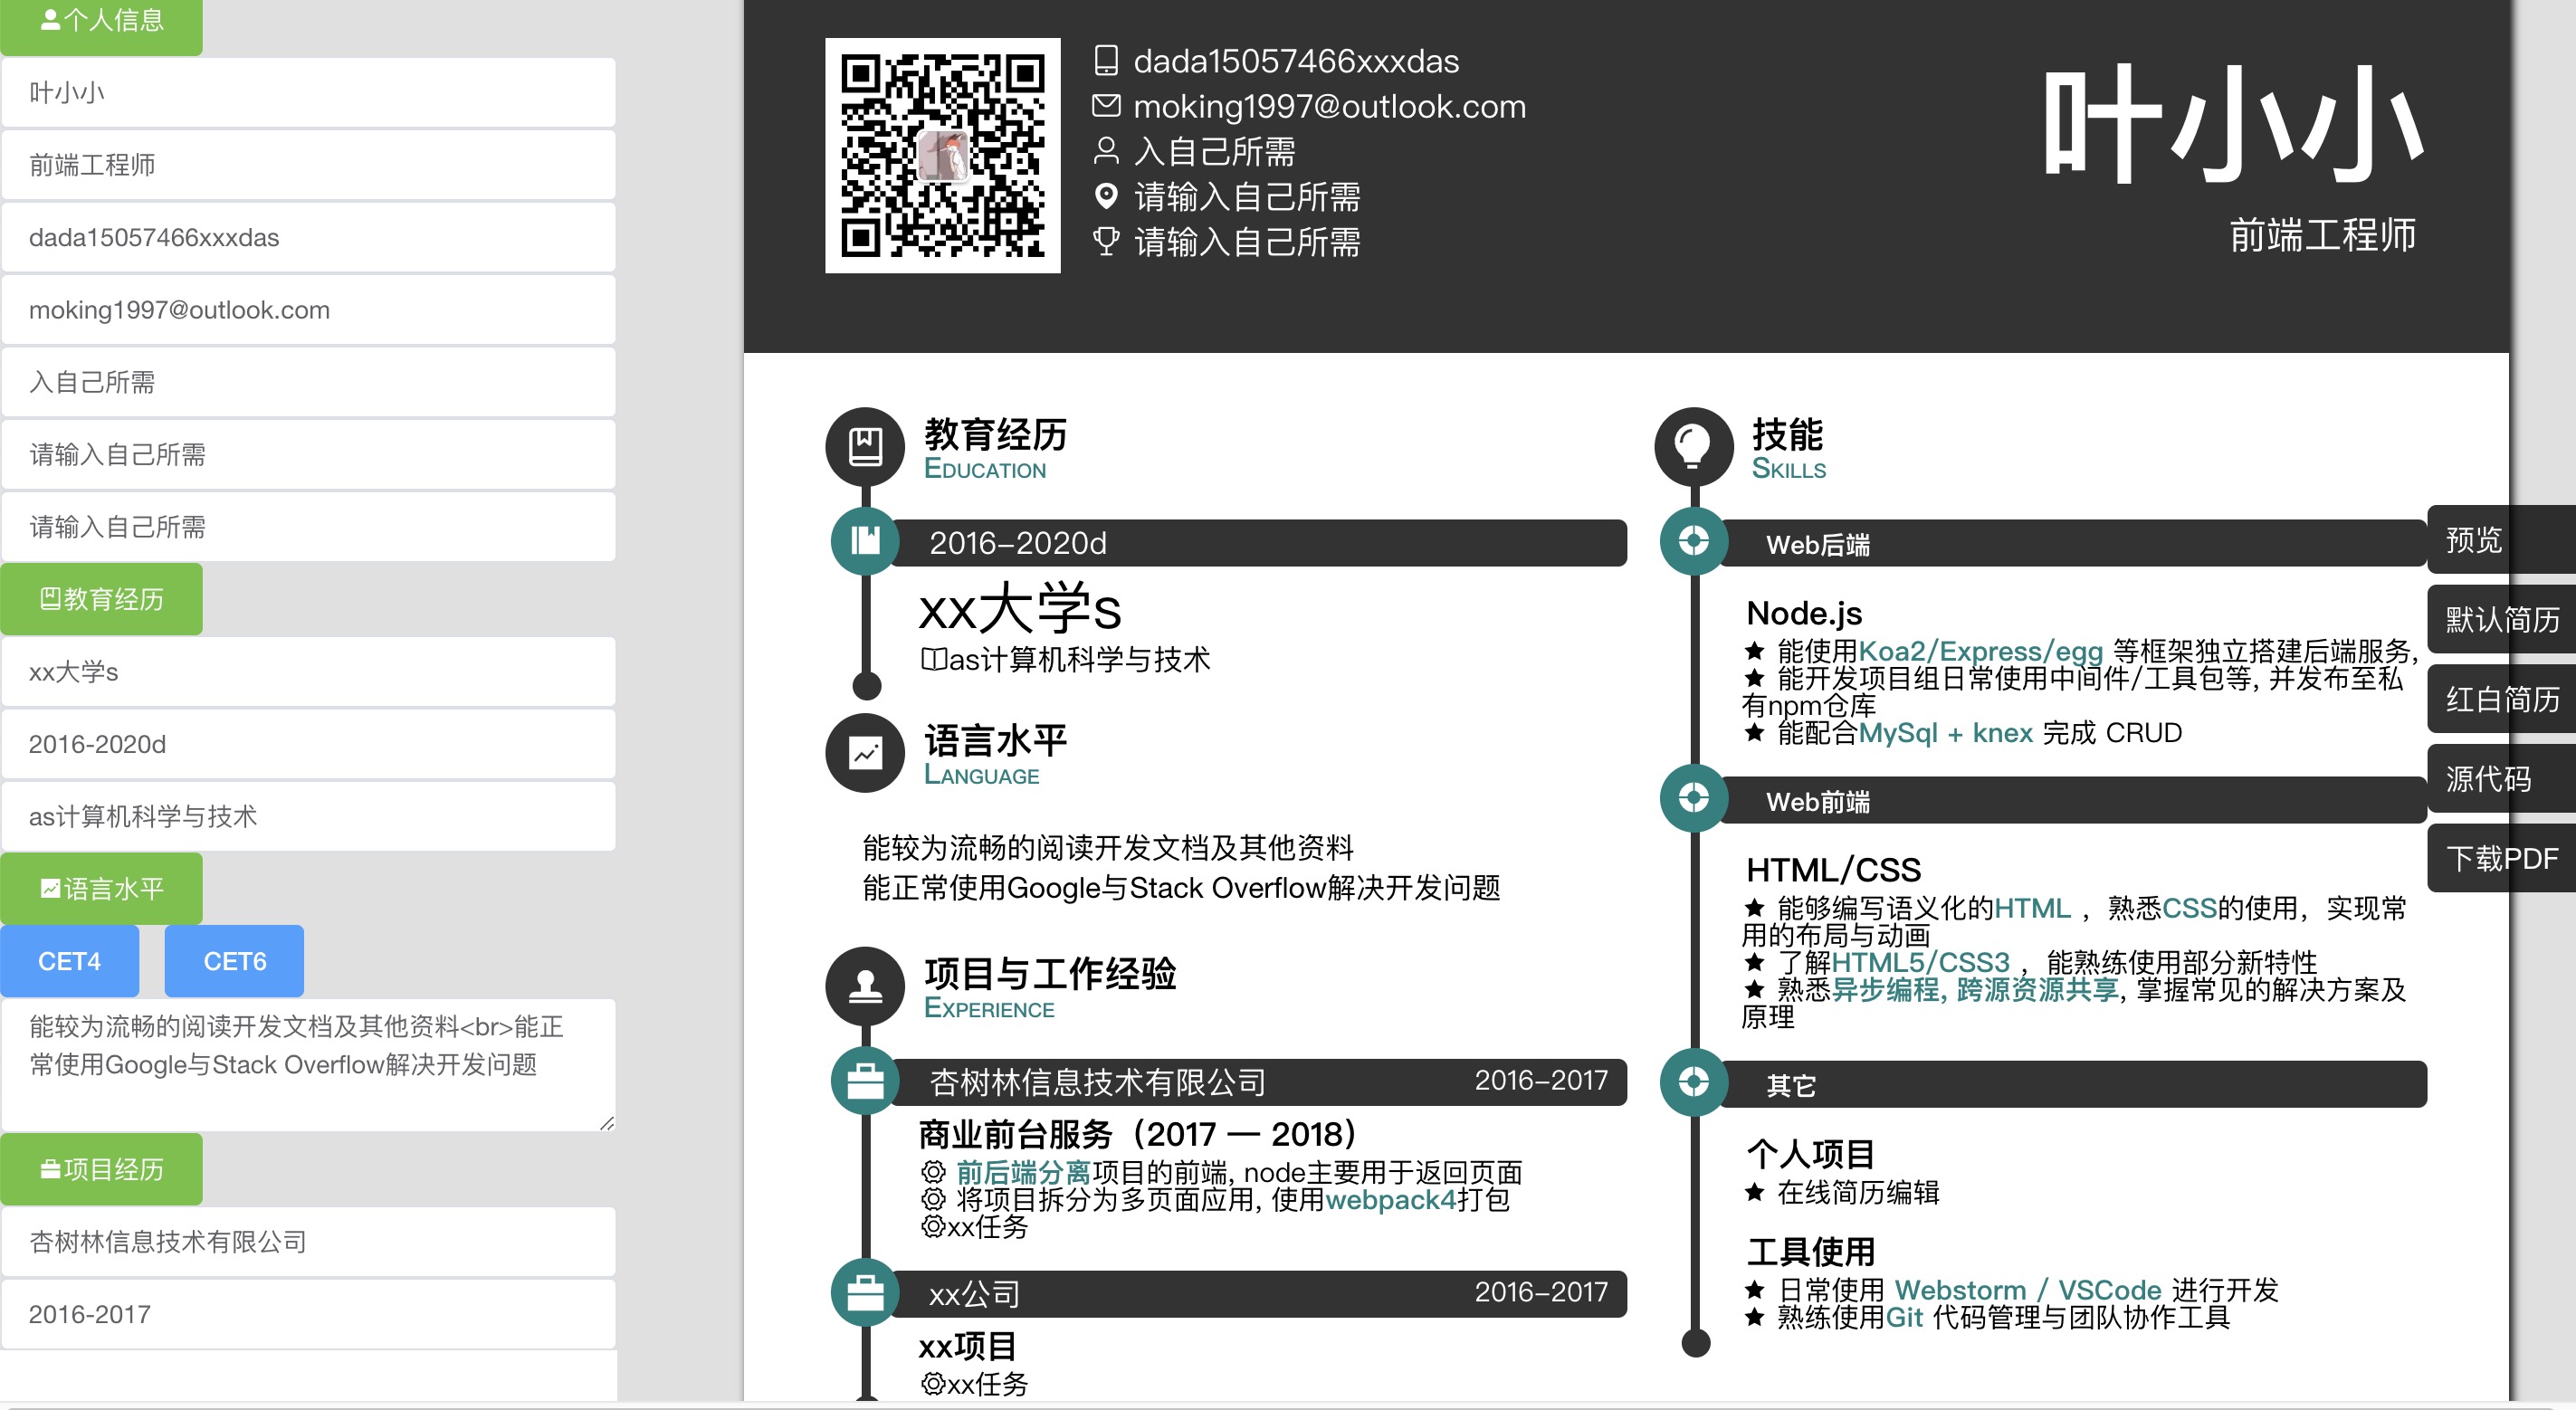 个人信息
叶小小
前端工程师
dada15057466xxxdas
moking1997@outlook.com
入自己所需
请输入自己所需
请输入自己所需
教育经历
xx大学s
2016-2020d
as计算机科学与技术
语言水平
CET4 CET6
能较为流畅的阅读开发文档及其他资料<br>能正
常使用Google与Stack Overflow解决开发问题
项目经历
杏树林信息技术有限公司
2016-2017
dada15057466xxxdas
moking1997@outlook.com
入自己所需
请输入自己所需
请输入自己所需
叶小小
前端工程师
教育经历
EDUCATION
2016-2020d
xx大学s
as计算机科学与技术
语言水平
LANGUAGE
能较为流畅的阅读开发文档及其他资料
能正常使用Google与Stack Overflow解决开发问题
项目与工作经验
EXPERIENCE
杏树林信息技术有限公司 2016-2017
商业前台服务（2017 — 2018）
前后端分离项目的前端, node主要用于返回页面
将项目拆分为多页面应用, 使用webpack4打包
xx任务
xx公司 2016-2017
xx项目
xx任务
技能
SKILLS
Web后端
Node.js
★ 能使用Koa2/Express/egg 等框架独立搭建后端服务,
★ 能开发项目组日常使用中间件/工具包等, 并发布至私
有npm仓库
★ 能配合MySql + knex 完成 CRUD
Web前端
HTML/CSS
★ 能够编写语义化的HTML ，熟悉CSS的使用，实现常
用的布局与动画
★ 了解HTML5/CSS3 ，能熟练使用部分新特性
★ 熟悉异步编程, 跨源资源共享, 掌握常见的解决方案及
原理
其它
个人项目
★ 在线简历编辑
工具使用
★ 日常使用 Webstorm / VSCode 进行开发
★ 熟练使用Git 代码管理与团队协作工具
预览
默认简历
红白简历
源代码
下载PDF